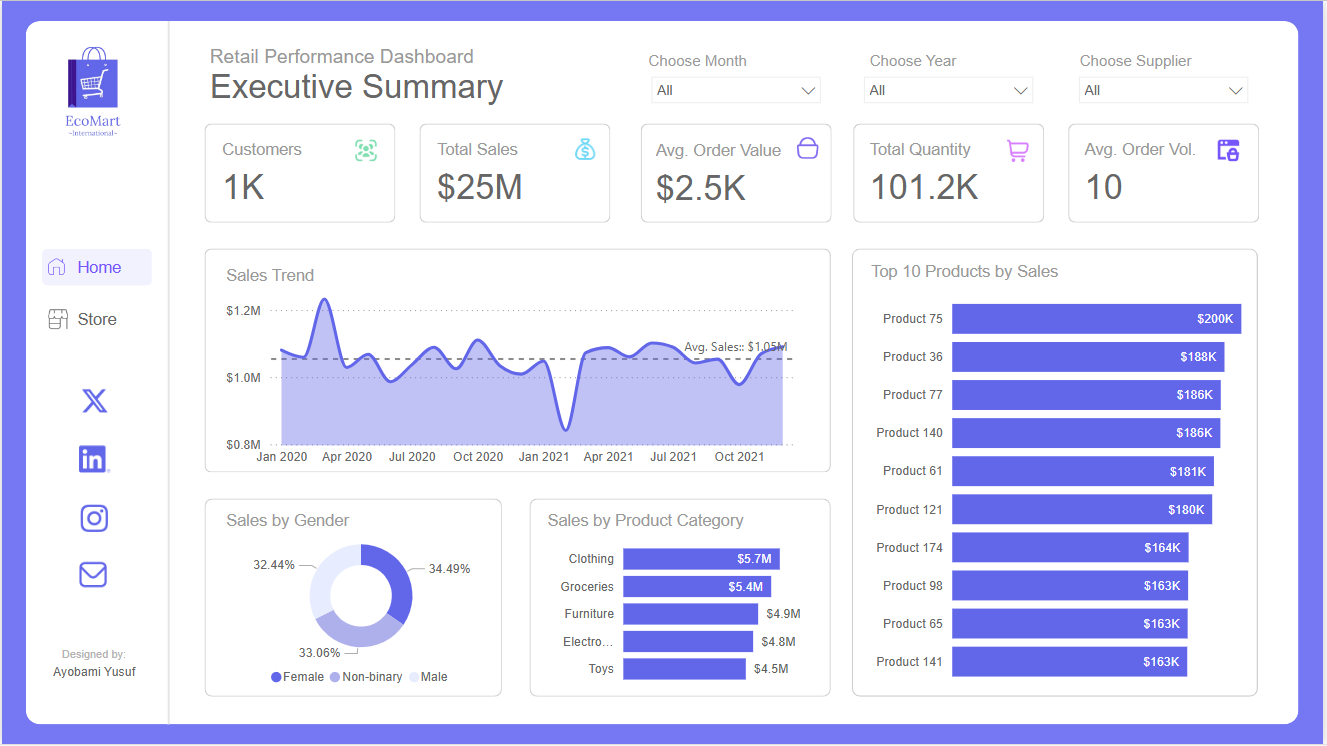 EcoMart
~International~
Home
Store
Designed by:
Ayobami Yusuf
Retail Performance Dashboard
Executive Summary
Choose Month
All
Choose Year
All
Choose Supplier
All
Customers
1K
Total Sales
$25M
Avg. Order Value
$2.5K
Total Quantity
101.2K
Avg. Order Vol.
10
Sales Trend
$1.2M
$1.0M
$0.8M
Avg. Sales:: $1.05M
Jan 2020 Apr 2020 Jul 2020 Oct 2020 Jan 2021 Apr 2021 Jul 2021 Oct 2021
Sales by Gender
32.44%
34.49%
33.06%
Female Non-binary Male
Sales by Product Category
Clothing $5.7M
Groceries $5.4M
Furniture $4.9M
Electro... $4.8M
Toys $4.5M
Top 10 Products by Sales
Product 75 $200K
Product 36 $188K
Product 77 $186K
Product 140 $186K
Product 61 $181K
Product 121 $180K
Product 174 $164K
Product 98 $163K
Product 65 $163K
Product 141 $163K